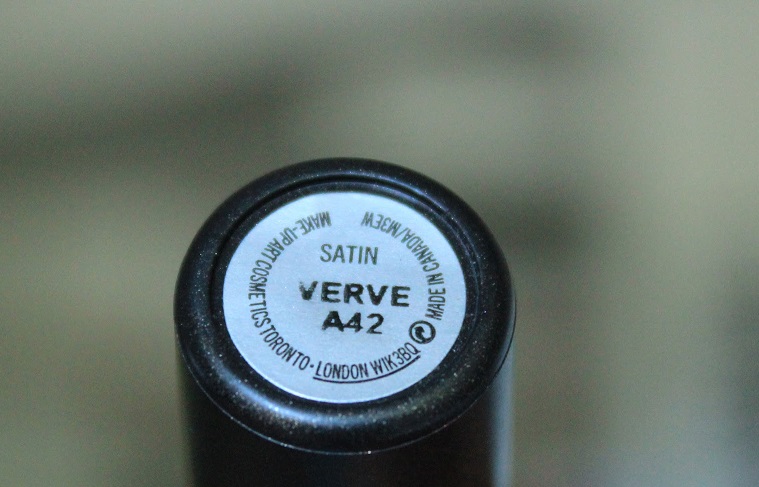 SATIN
VERVE
A42
MAKE-UP ART COSMETICS TORONTO · LONDON W1K3BQ MADE IN CANADA/M3EW